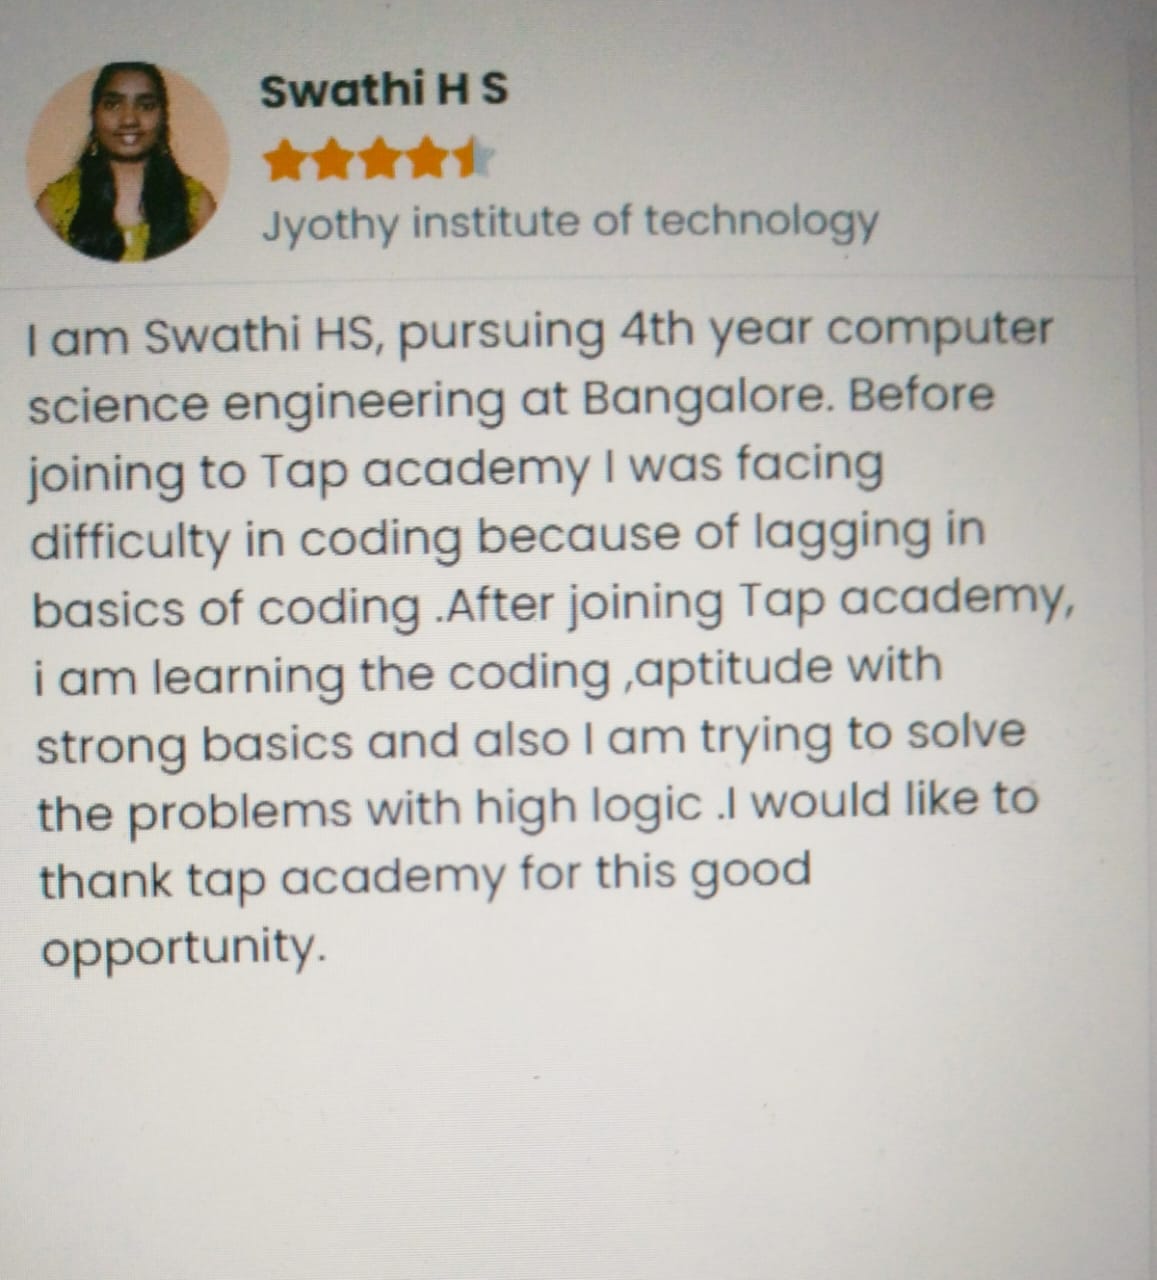 Swathi H S
Jyothy institute of technology
I am Swathi HS, pursuing 4th year computer
science engineering at Bangalore. Before
joining to Tap academy I was facing
difficulty in coding because of lagging in
basics of coding .After joining Tap academy,
i am learning the coding ,aptitude with
strong basics and also I am trying to solve
the problems with high logic .I would like to
thank tap academy for this good
opportunity.